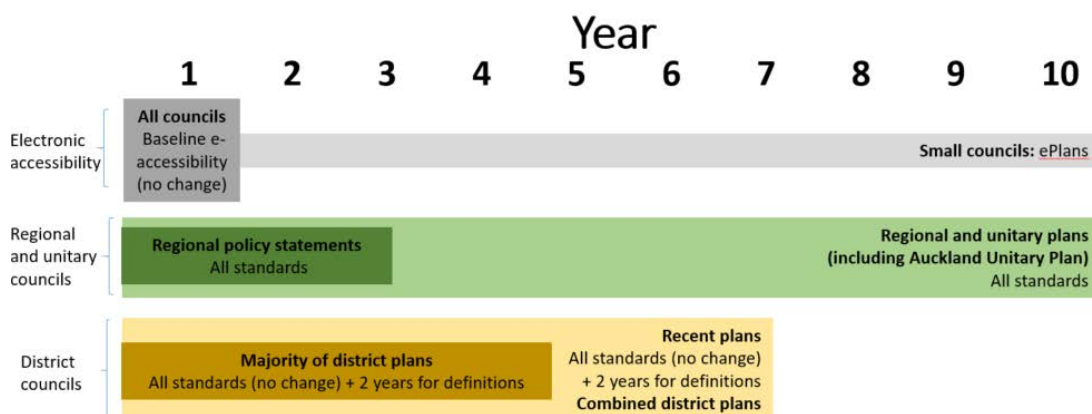 Year
1 2 3 4 5 6 7 8 9 10
Electronic
accessibility
All councils
Baseline e-
accessibility
(no change)
Small councils: ePlans
Regional
and unitary
councils
Regional policy statements
All standards
Regional and unitary plans
(including Auckland Unitary Plan)
All standards
District
councils
Majority of district plans
All standards (no change) + 2 years for definitions
Recent plans
All standards (no change)
+ 2 years for definitions
Combined district plans